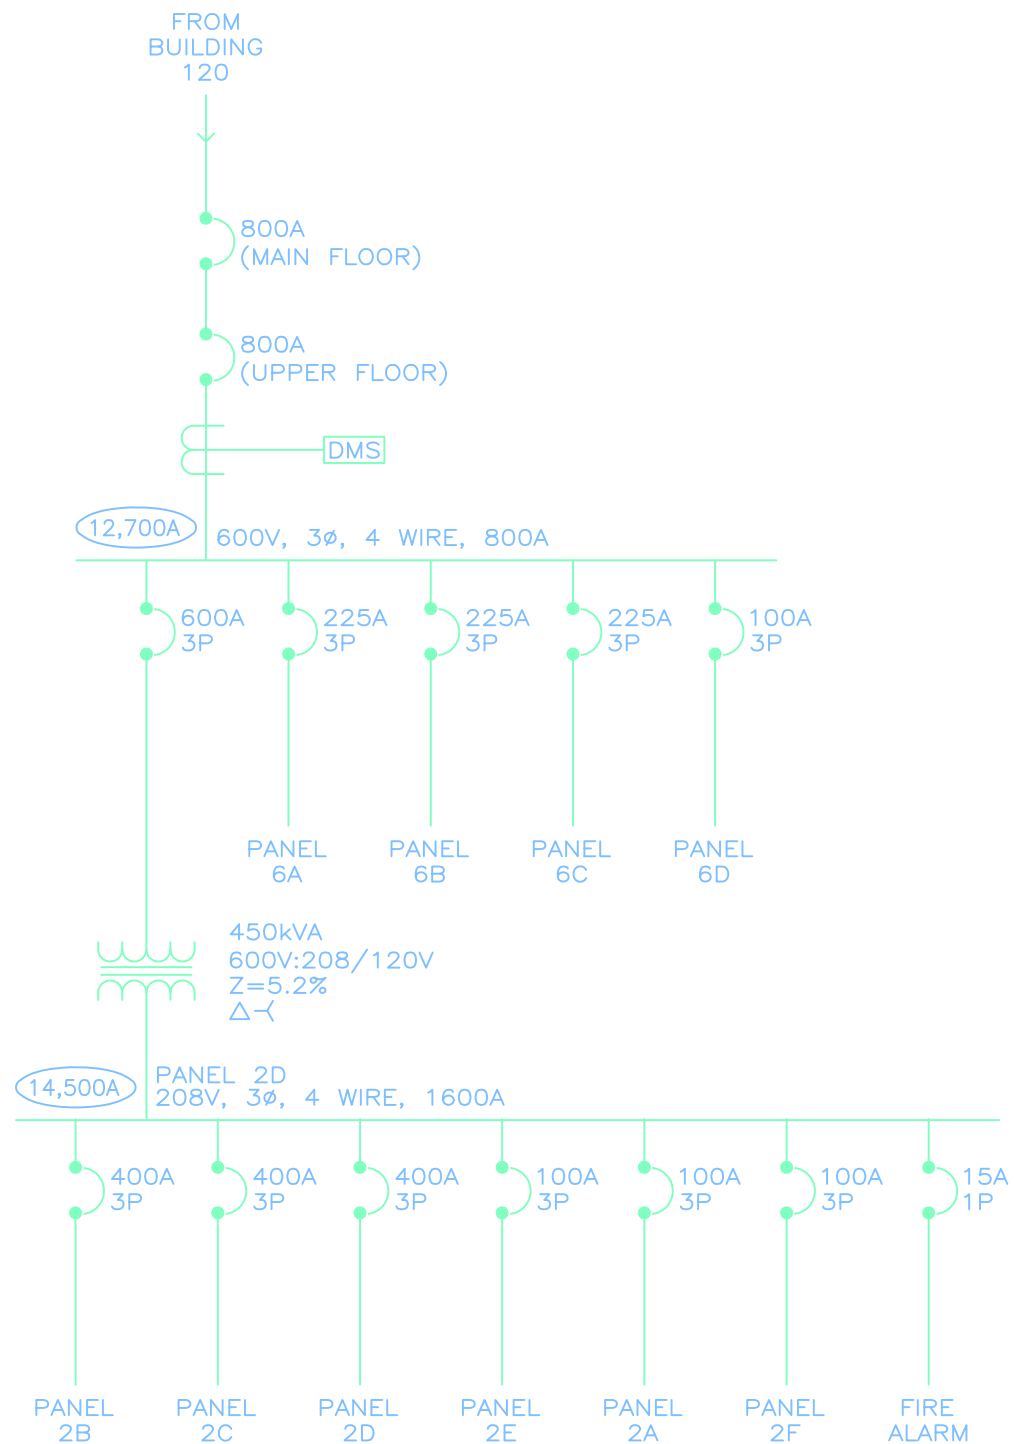 FROM
BUILDING
120
800A
(MAIN FLOOR)
800A
(UPPER FLOOR)
DMS
12,700A
600V, 3ø, 4 WIRE, 800A
600A
3P
225A
3P
225A
3P
225A
3P
100A
3P
PANEL
6A
PANEL
6B
PANEL
6C
PANEL
6D
450kVA
600V:208/120V
Z=5.2%
14,500A
PANEL 2D
208V, 3ø, 4 WIRE, 1600A
400A
3P
400A
3P
400A
3P
100A
3P
100A
3P
100A
3P
15A
1P
PANEL
2B
PANEL
2C
PANEL
2D
PANEL
2E
PANEL
2A
PANEL
2F
FIRE
ALARM